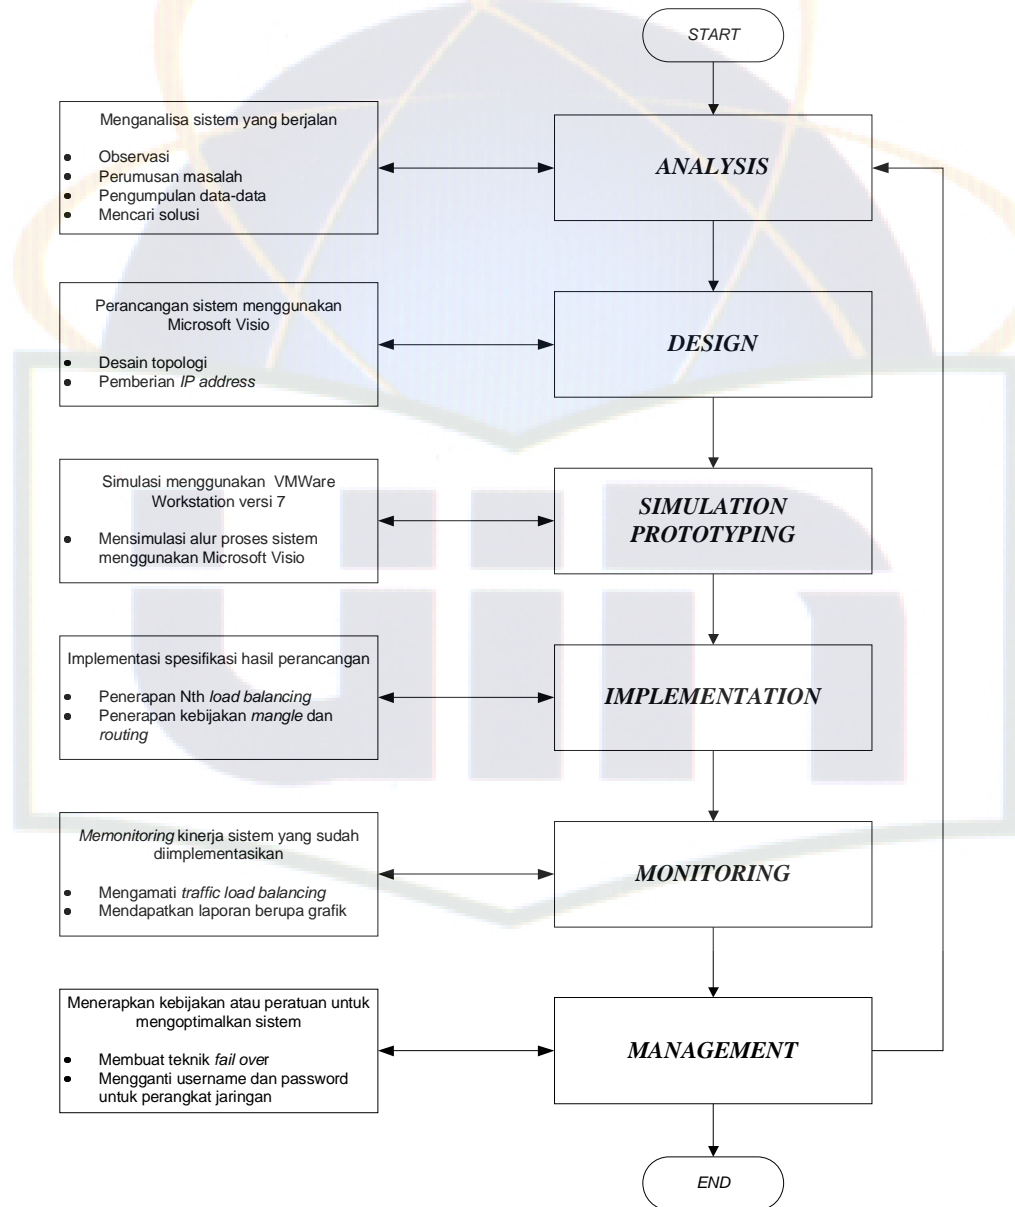 START
Menganalisa sistem yang berjalan
• Observasi
• Perumusan masalah
• Pengumpulan data-data
• Mencari solusi
ANALYSIS
Perancangan sistem menggunakan
Microsoft Visio
• Desain topologi
• Pemberian IP address
DESIGN
Simulasi menggunakan VMWare
Workstation versi 7
• Mensimulasi alur proses sistem
menggunakan Microsoft Visio
SIMULATION
PROTOTYPING
Implementasi spesifikasi hasil perancangan
• Penerapan Nth load balancing
• Penerapan kebijakan mangle dan
routing
IMPLEMENTATION
Memonitoring kinerja sistem yang sudah
diimplementasikan
• Mengamati traffic load balancing
• Mendapatkan laporan berupa grafik
MONITORING
Menerapkan kebijakan atau peratuan untuk
mengoptimalkan sistem
• Membuat teknik fail over
• Mengganti username dan password
untuk perangkat jaringan
MANAGEMENT
END
uin